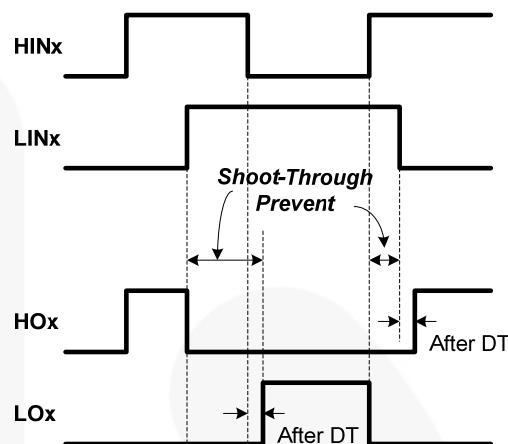 HINx
LINx
Shoot-Through
Prevent
HOx
After DT
LOx
After DT